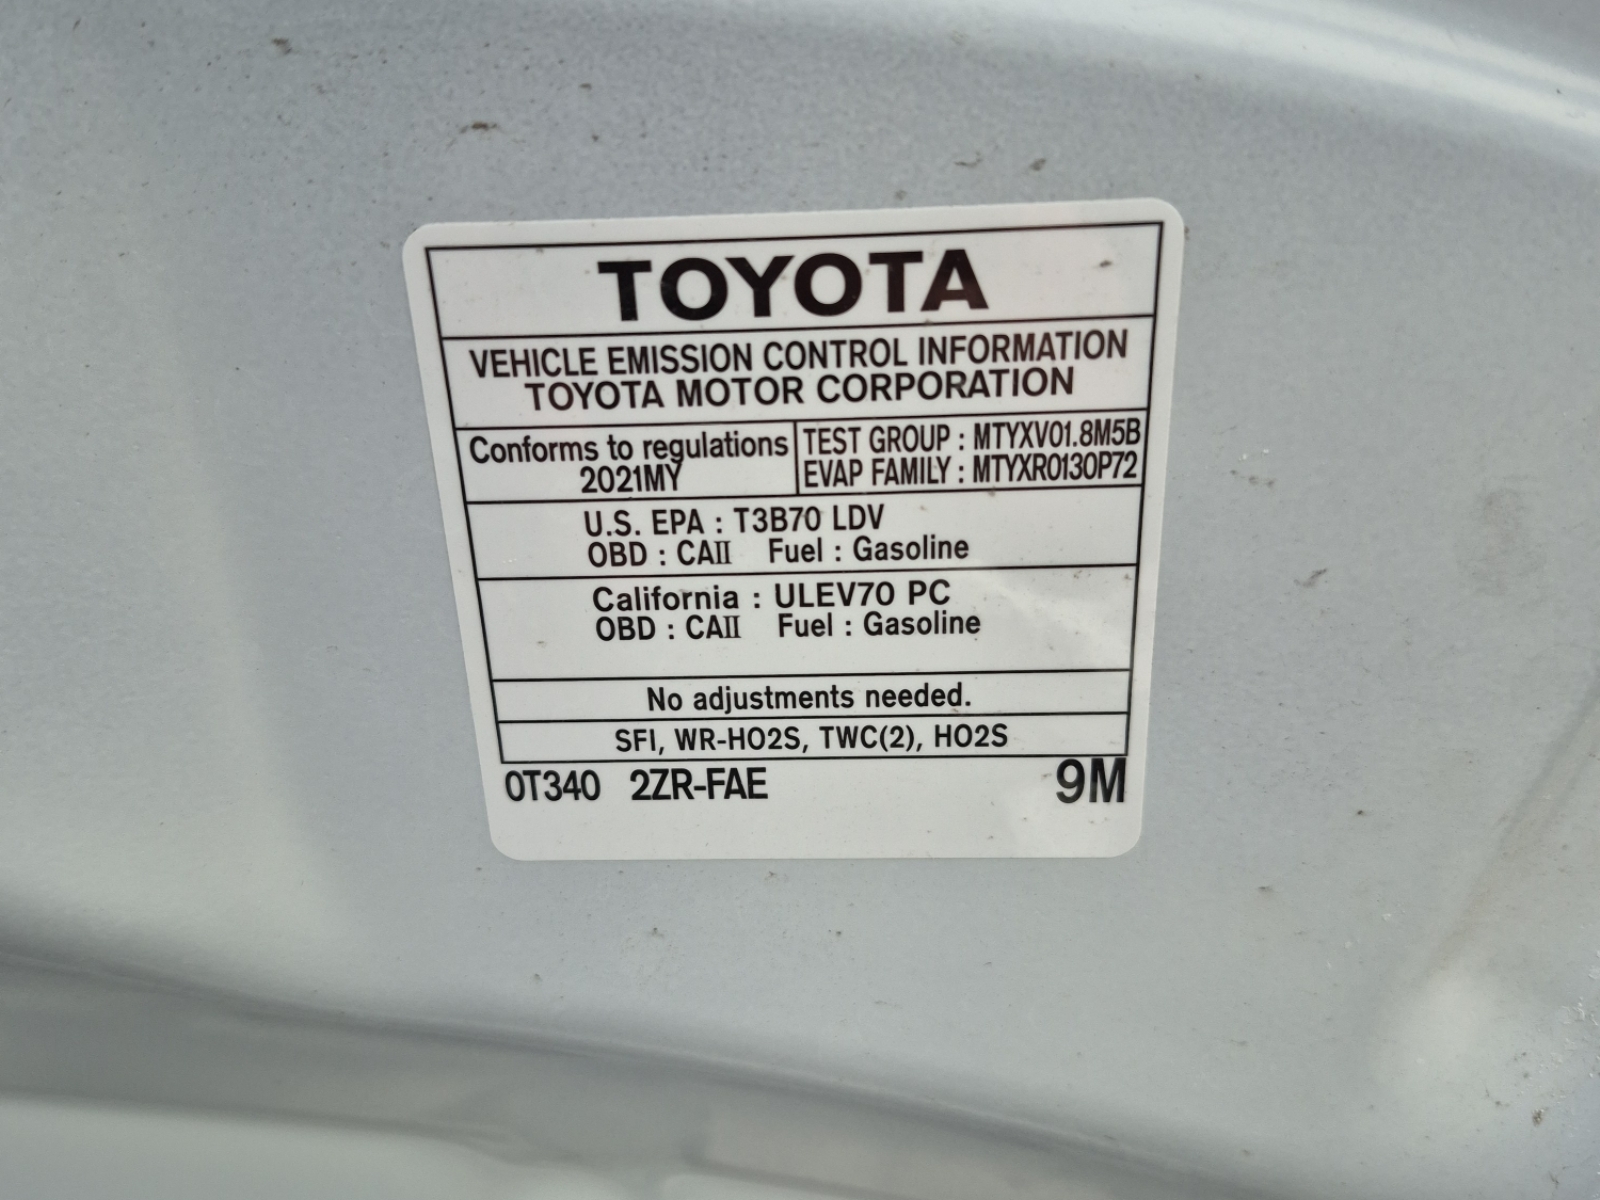 TOYOTA
VEHICLE EMISSION CONTROL INFORMATION
TOYOTA MOTOR CORPORATION
Conforms to regulations
2021MY
TEST GROUP : MTYXV01.8M5B
EVAP FAMILY : MTYXR0130P72
U.S. EPA : T3B70 LDV
OBD : CAII Fuel : Gasoline
California : ULEV70 PC
OBD : CAII Fuel : Gasoline
No adjustments needed.
SFI, WR-HO2S, TWC(2), HO2S
0T340 2ZR-FAE 9M